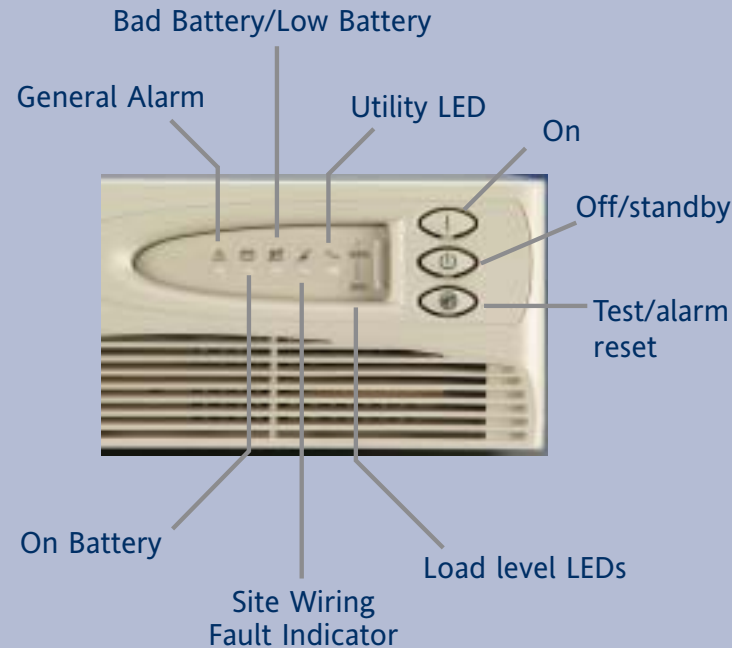 Bad Battery/Low Battery
General Alarm
Utility LED
On
Off/standby
Test/alarm
reset
On Battery
Load level LEDs
Site Wiring
Fault Indicator